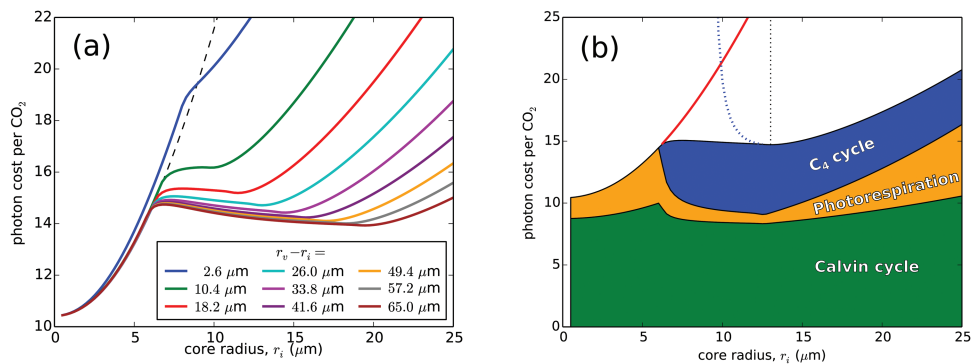 (a)
photon cost per CO₂
22
20
18
16
14
12
10
0 5 10 15 20 25
core radius, rᵢ (μm)
rᵥ−rᵢ =
2.6 μm 26.0 μm 49.4 μm
10.4 μm 33.8 μm 57.2 μm
18.2 μm 41.6 μm 65.0 μm
(b)
photon cost per CO₂
25
20
15
10
5
0
0 5 10 15 20 25
core radius, rᵢ (μm)
C₄ cycle
Photorespiration
Calvin cycle